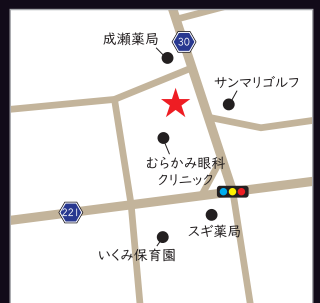 成瀬薬局
30
サンマリゴルフ
むらかみ眼科
クリニック
221
スギ薬局
いくみ保育園